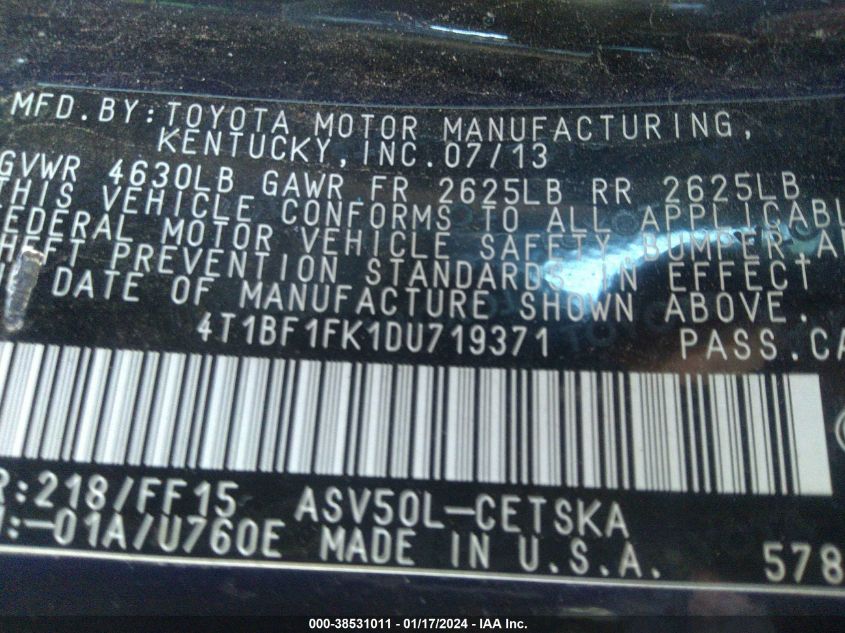 MFD.BY:TOYOTA MOTOR MANUFACTURING,
KENTUCKY,INC.07/13
GVWR 4630LB GAWR FR 2625LB RR 2625LB
THIS VEHICLE CONFORMS TO ALL APPLICABL
FEDERAL MOTOR VEHICLE SAFETY,BUMPER,AN
THEFT PREVENTION STANDARDS IN EFFECT
DATE OF MANUFACTURE SHOWN ABOVE.
4T1BF1FK1DU719371 PASS.CA
R:218/FF15 ASV50L-CETSKA
:-01A/U760E MADE IN U.S.A. 578
000-38531011 - 01/17/2024 - IAA Inc.